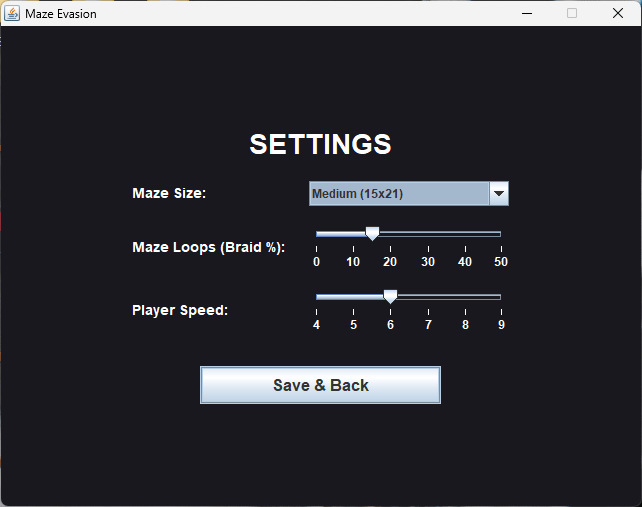 Maze Evasion
SETTINGS
Maze Size: Medium (15x21)
Maze Loops (Braid %):
0 10 20 30 40 50
Player Speed:
4 5 6 7 8 9
Save & Back